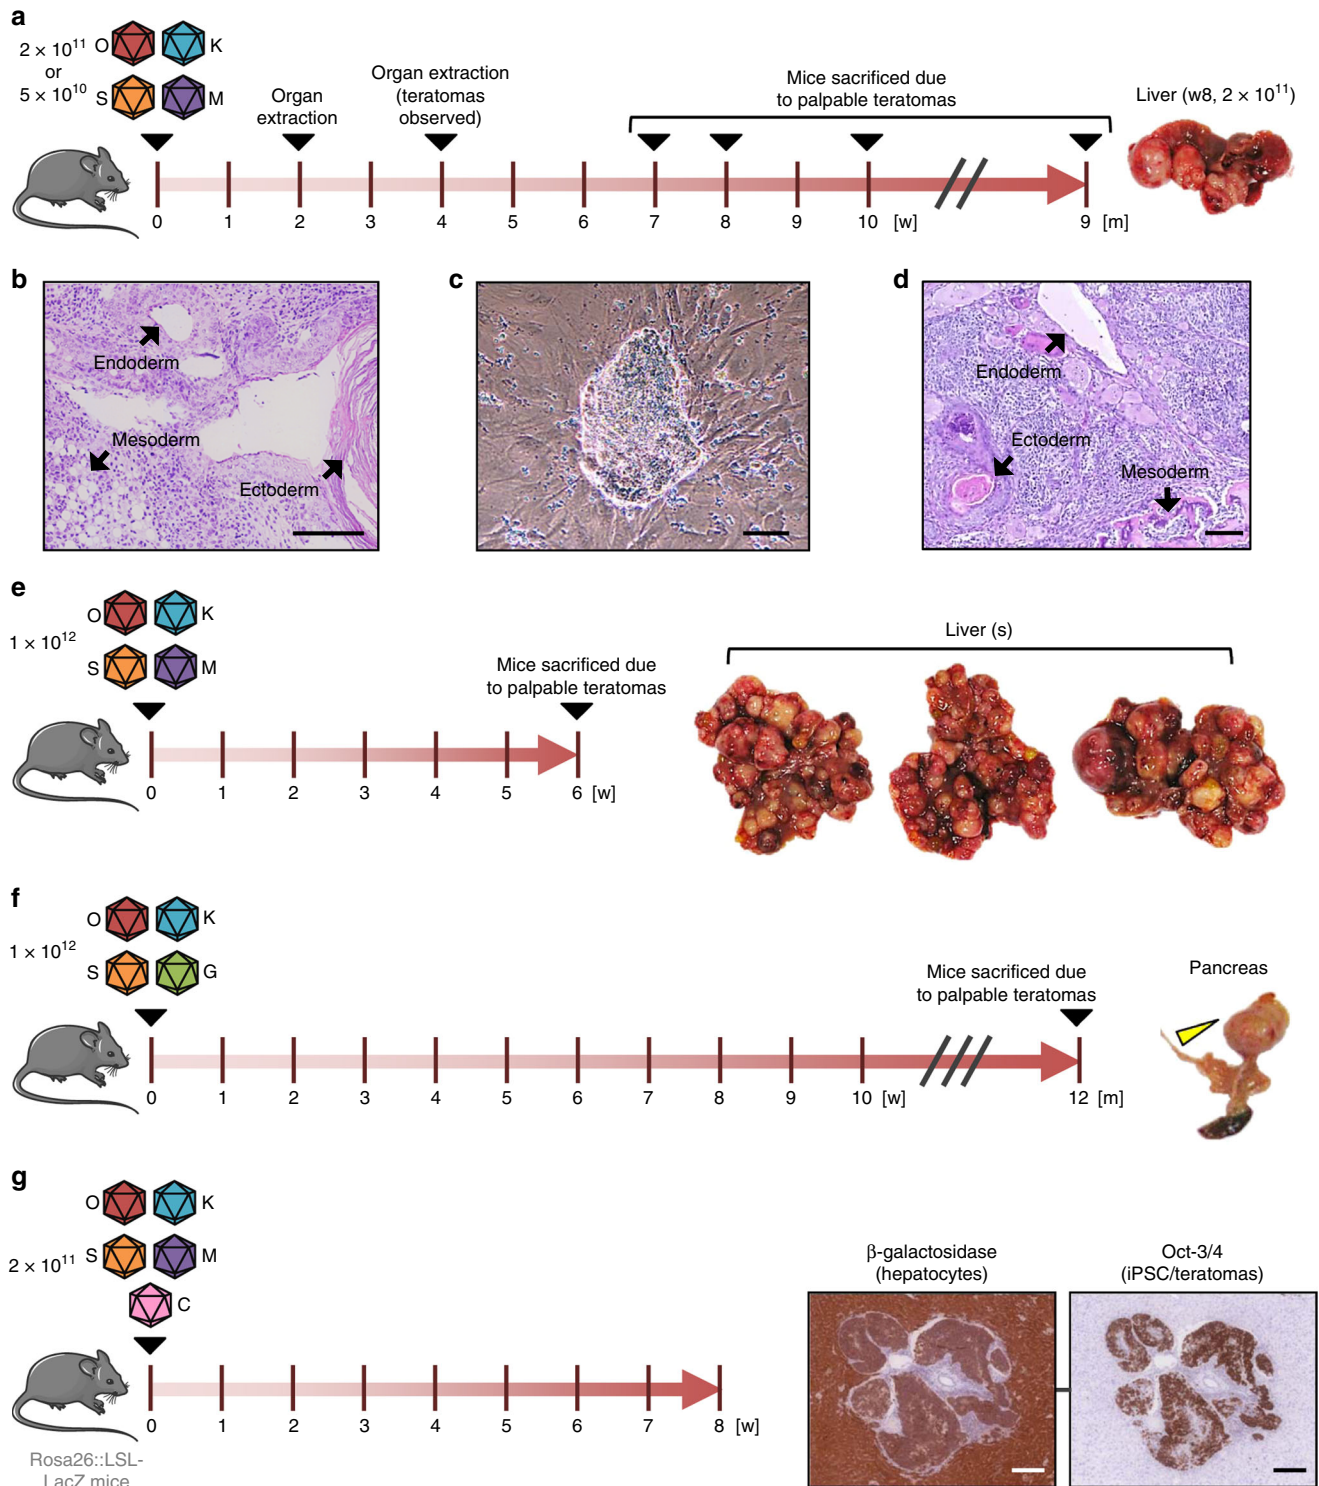 a
2 × 10¹¹
or
5 × 10¹⁰
O
K
S
M
Organ
extraction
Organ extraction
(teratomas
observed)
Mice sacrificed due
to palpable teratomas
Liver (w8, 2 × 10¹¹)
0 1 2 3 4 5 6 7 8 9 10 [w] 9 [m]
b
Endoderm
Mesoderm
Ectoderm
c
d
Endoderm
Ectoderm
Mesoderm
e
1 × 10¹²
O
K
S
M
Mice sacrificed due
to palpable teratomas
Liver (s)
0 1 2 3 4 5 6 [w]
f
1 × 10¹²
O
K
S
G
Mice sacrificed due
to palpable teratomas
Pancreas
0 1 2 3 4 5 6 7 8 9 10 [w] 12 [m]
g
2 × 10¹¹
O
K
S
M
C
β-galactosidase
(hepatocytes)
Oct-3/4
(iPSC/teratomas)
0 1 2 3 4 5 6 7 8 [w]
Rosa26::LSL-
LacZ mice